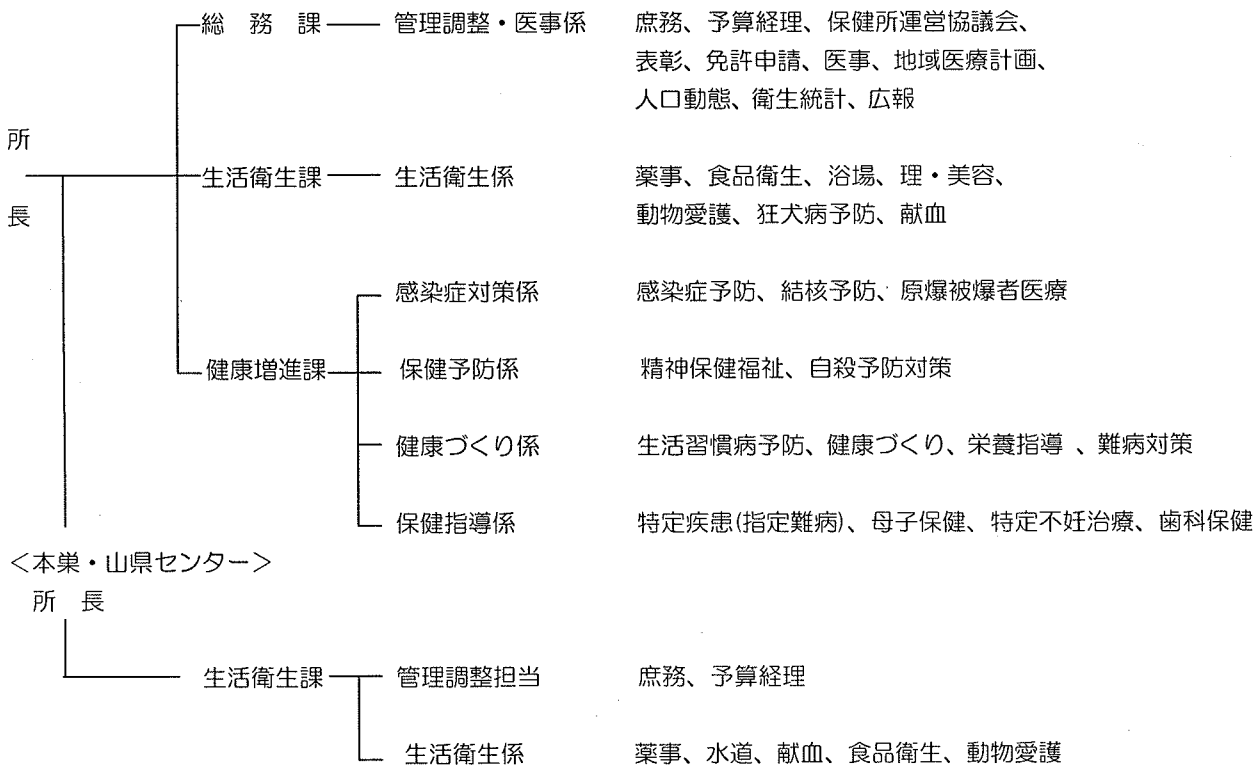 総務課 管理調整・医事係 庶務、予算経理、保健所運営協議会、
表彰、免許申請、医事、地域医療計画、
人口動態、衛生統計、広報
所長
生活衛生課 生活衛生係 薬事、食品衛生、浴場、理・美容、
動物愛護、狂犬病予防、献血
感染症対策係 感染症予防、結核予防、原爆被爆者医療
健康増進課 保健予防係 精神保健福祉、自殺予防対策
健康づくり係 生活習慣病予防、健康づくり、栄養指導 、難病対策
保健指導係 特定疾患(指定難病)、母子保健、特定不妊治療、歯科保健
＜本巣・山県センター＞
所 長
生活衛生課 管理調整担当 庶務、予算経理
生活衛生係 薬事、水道、献血、食品衛生、動物愛護